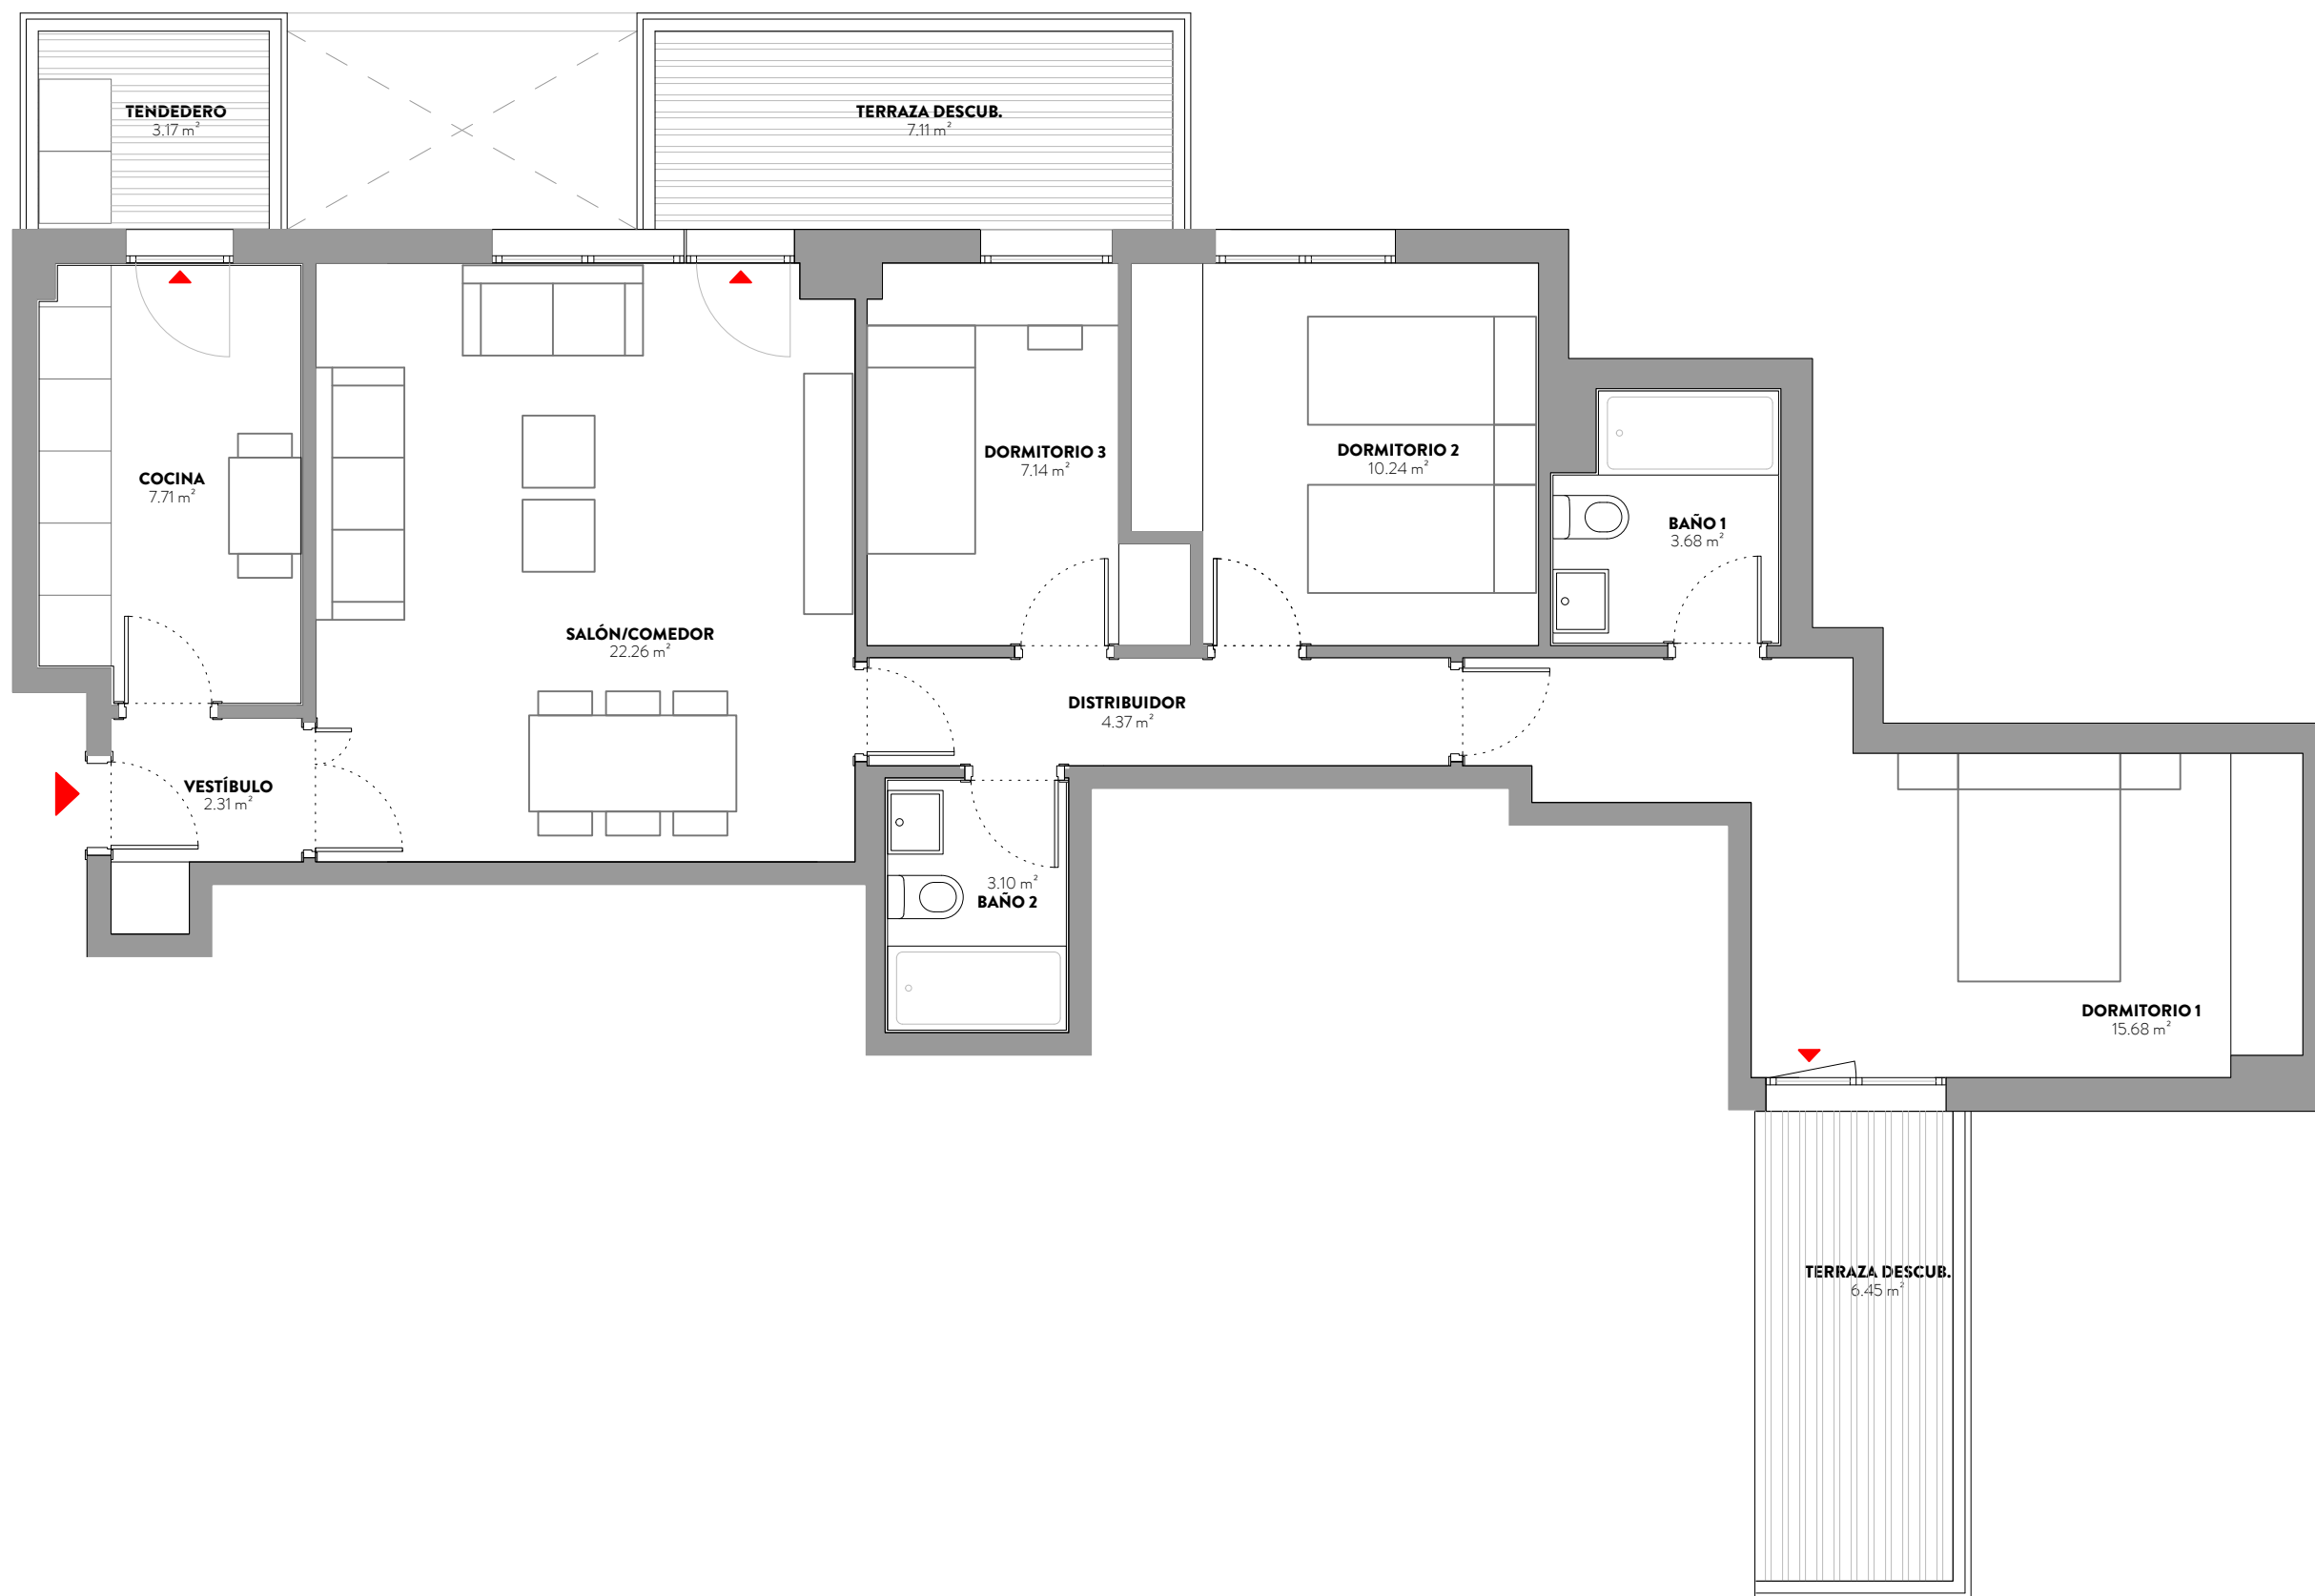 TENDEDERO
3.17 m²
TERRAZA DESCUB.
7.11 m²
COCINA
7.71 m²
DORMITORIO 3
7.14 m²
DORMITORIO 2
10.24 m²
BAÑO 1
3.68 m²
SALÓN/COMEDOR
22.26 m²
DISTRIBUIDOR
4.37 m²
VESTÍBULO
2.31 m²
3.10 m²
BAÑO 2
DORMITORIO 1
15.68 m²
TERRAZA DESCUB.
6.45 m²